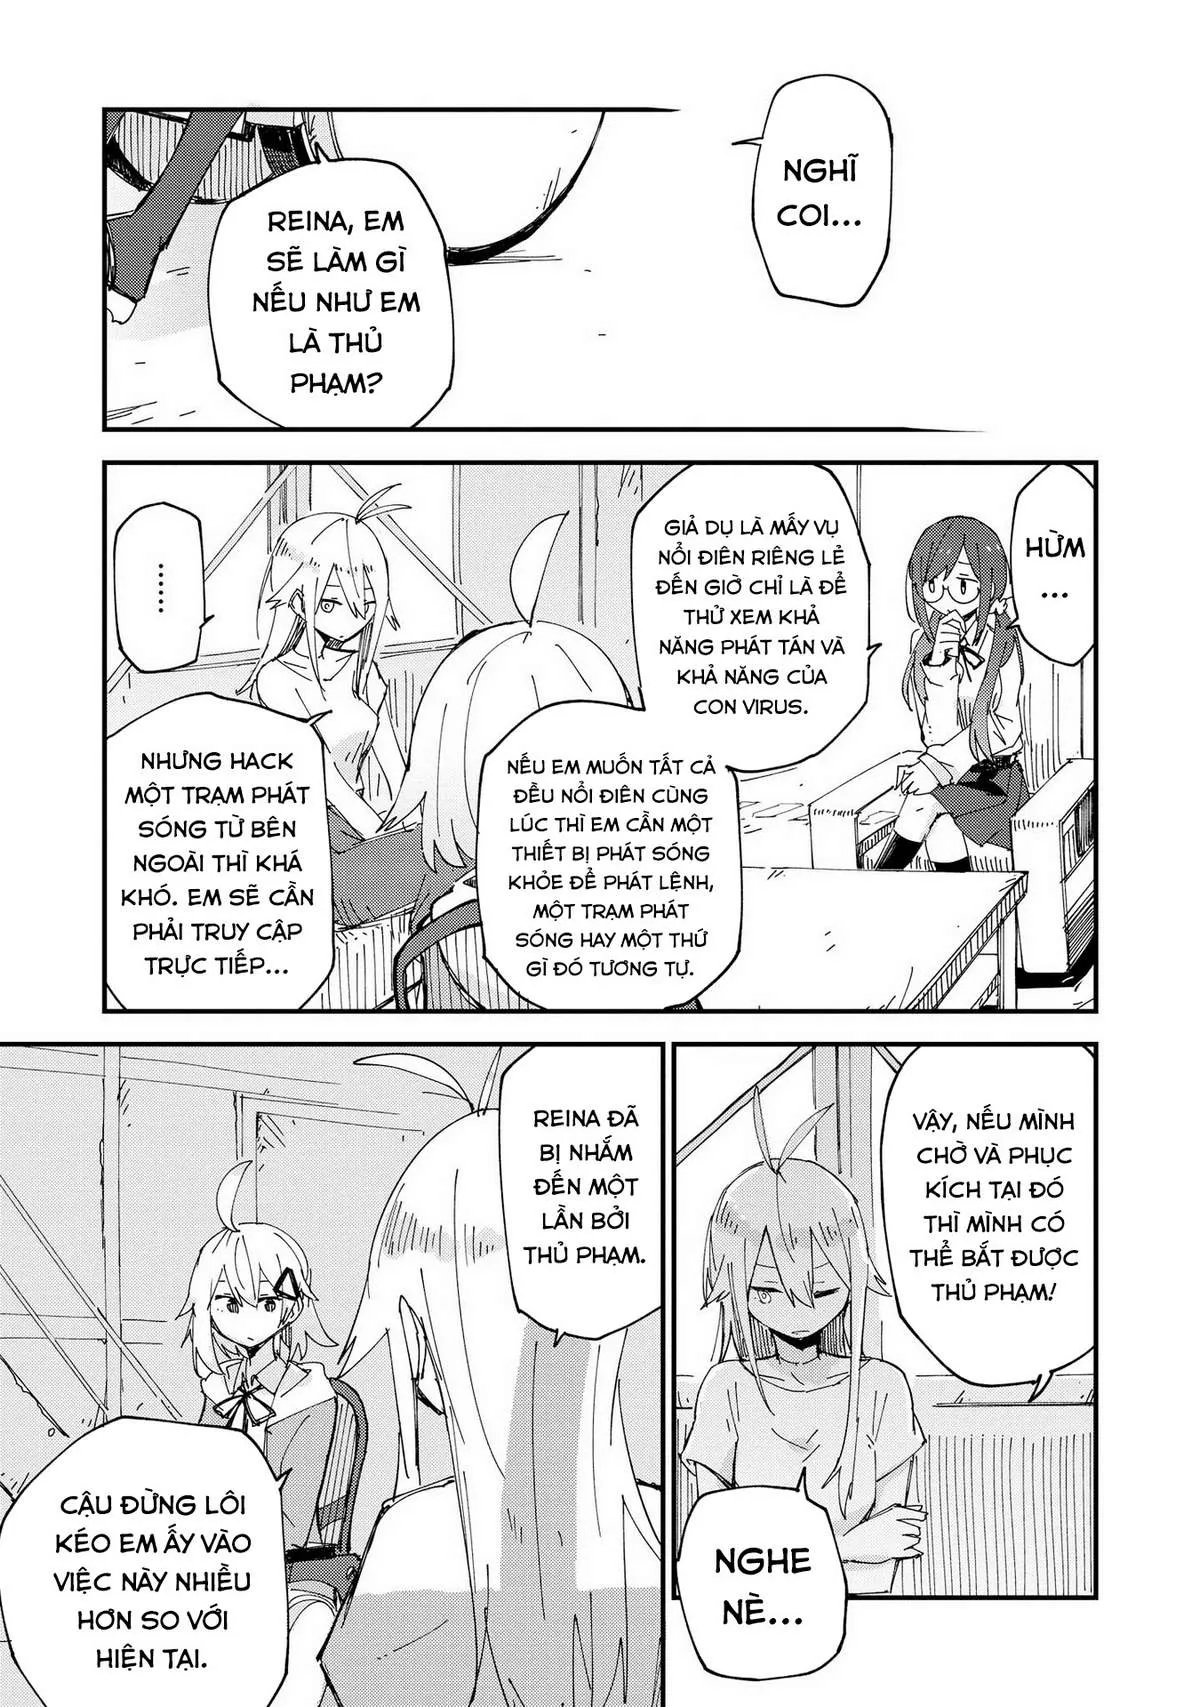 NGHĨ
COI...
REINA, EM
SẼ LÀM GÌ
NẾU NHƯ EM
LÀ THỦ
PHẠM?
HỪM
...
GIẢ DỤ LÀ MẤY VỤ
NỔI ĐIÊN RIÊNG LẺ
ĐẾN GIỜ CHỈ LÀ ĐỂ
THỬ XEM KHẢ
NĂNG PHÁT TÁN VÀ
KHẢ NĂNG CỦA
CON VIRUS.
NẾU EM MUỐN TẤT CẢ
ĐỀU NỔI ĐIÊN CÙNG
LÚC THÌ EM CẦN MỘT
THIẾT BỊ PHÁT SÓNG
KHỎE ĐỂ PHÁT LỆNH,
MỘT TRẠM PHÁT
SÓNG HAY MỘT THỨ
GÌ ĐÓ TƯƠNG TỰ.
.......
NHƯNG HACK
MỘT TRẠM PHÁT
SÓNG TỪ BÊN
NGOÀI THÌ KHÁ
KHÓ. EM SẼ CẦN
PHẢI TRUY CẬP
TRỰC TIẾP...
VẬY, NẾU MÌNH
CHỜ VÀ PHỤC
KÍCH TẠI ĐÓ
THÌ MÌNH CÓ
THỂ BẮT ĐƯỢC
THỦ PHẠM!
NGHE
NÈ...
REINA ĐÃ
BỊ NHẮM
ĐẾN MỘT
LẦN BỞI
THỦ PHẠM.
CẬU ĐỪNG LÔI
KÉO EM ẤY VÀO
VIỆC NÀY NHIỀU
HƠN SO VỚI
HIỆN TẠI.